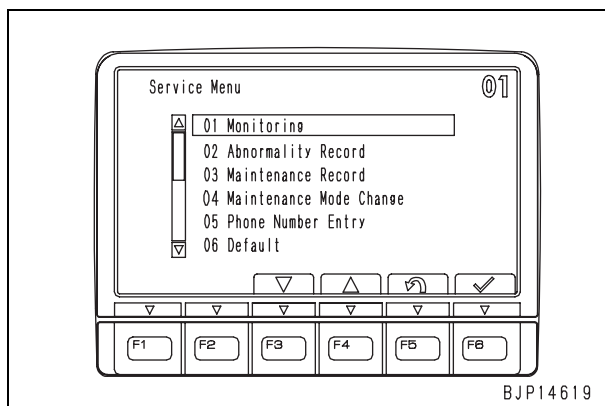 Service Menu 01
01 Monitoring
02 Abnormality Record
03 Maintenance Record
04 Maintenance Mode Change
05 Phone Number Entry
06 Default
F1 F2 F3 F4 F5 F6
BJP14619